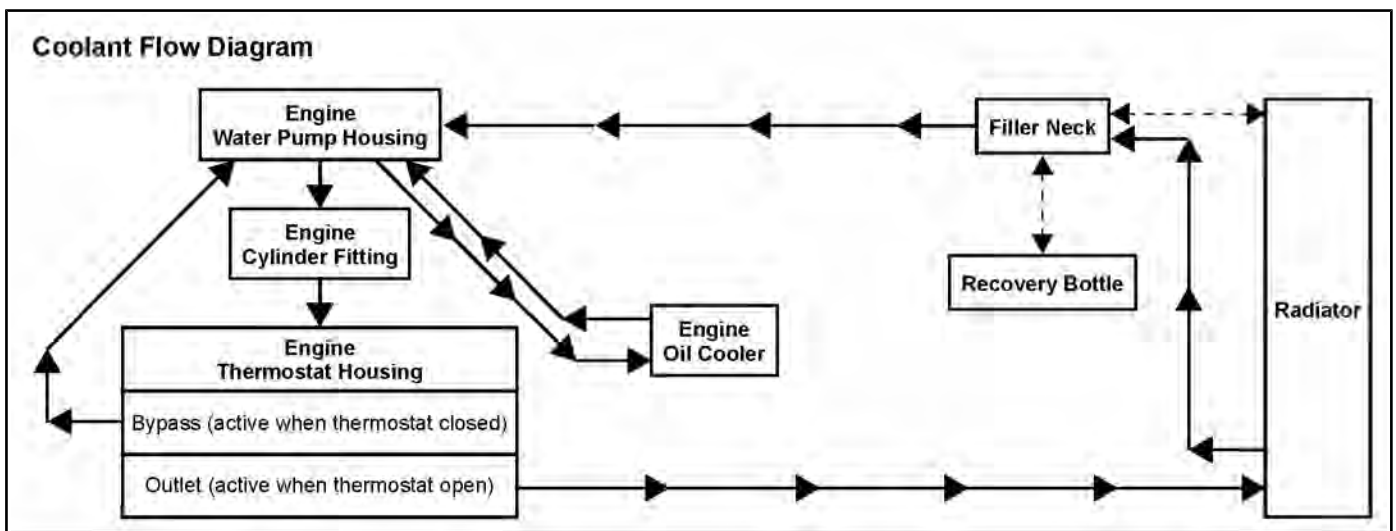 Coolant Flow Diagram
Engine
Water Pump Housing
Filler Neck
Engine
Cylinder Fitting
Recovery Bottle
Radiator
Engine
Oil Cooler
Engine
Thermostat Housing
Bypass (active when thermostat closed)
Outlet (active when thermostat open)